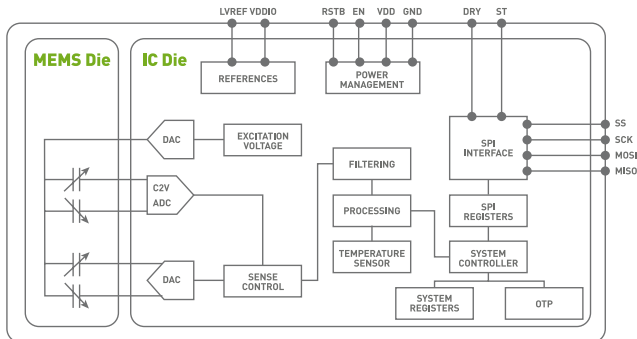 LVREF VDDIO RSTB EN VDD GND DRY ST
MEMS Die
IC Die
REFERENCES
POWER
MANAGEMENT
SS
SCK
MOSI
MISO
SPI
INTERFACE
DAC
EXCITATION
VOLTAGE
FILTERING
C2V
ADC
PROCESSING
SPI
REGISTERS
TEMPERATURE
SENSOR
SYSTEM
CONTROLLER
DAC
SENSE
CONTROL
SYSTEM
REGISTERS
OTP